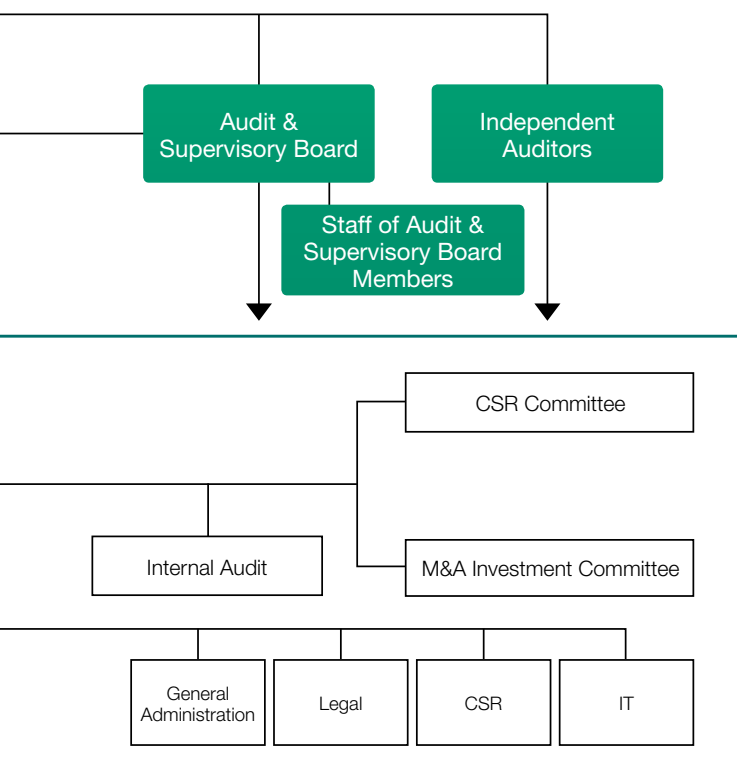 Audit &
Supervisory Board
Independent
Auditors
Staff of Audit &
Supervisory Board
Members
CSR Committee
Internal Audit
M&A Investment Committee
General
Administration
Legal
CSR
IT